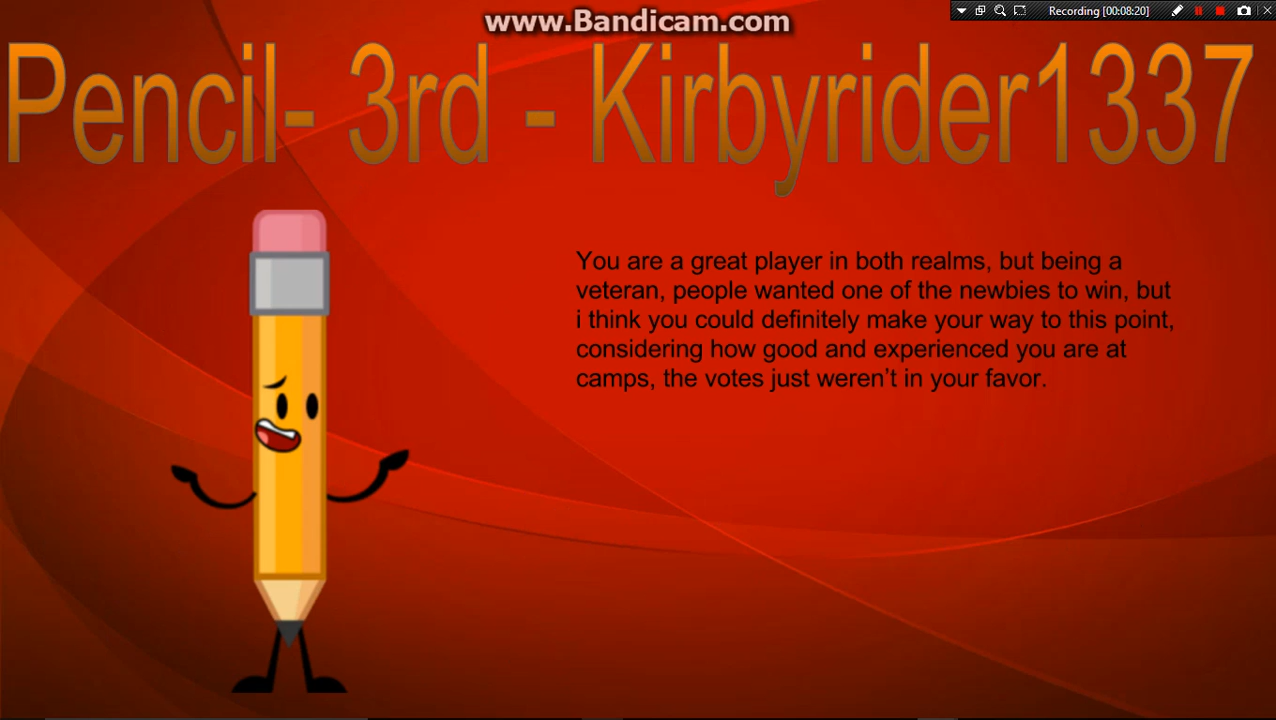 www.Bandicam.com
Recording [00:08:20]
Pencil- 3rd - Kirbyrider1337
You are a great player in both realms, but being a
veteran, people wanted one of the newbies to win, but
i think you could definitely make your way to this point,
considering how good and experienced you are at
camps, the votes just weren’t in your favor.